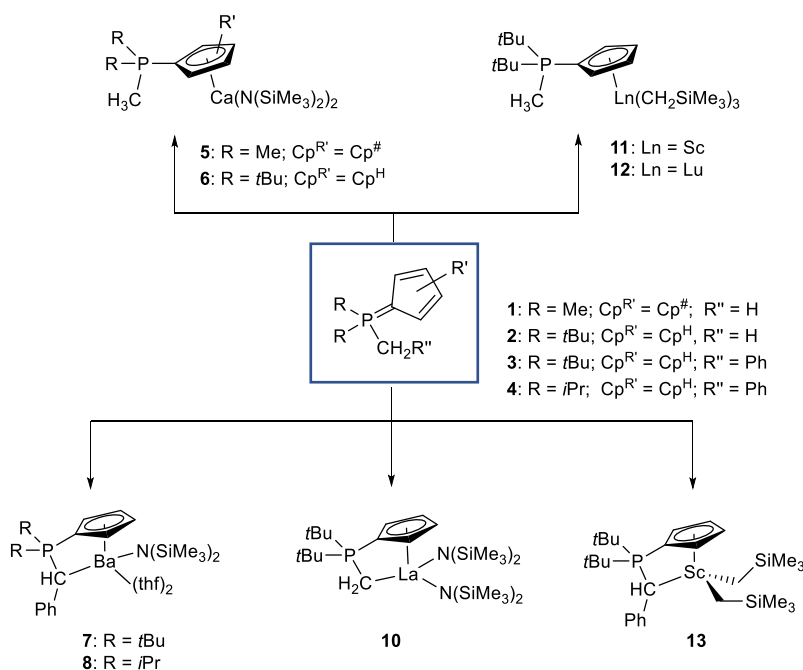 R'
R
R
P
H3C
Ca(N(SiMe3)2)2
5: R = Me; CpR' = Cp#
6: R = tBu; CpR' = CpH
tBu
tBu
P
H3C
Ln(CH2SiMe3)3
11: Ln = Sc
12: Ln = Lu
R'
R
R
P
CH2R"
1: R = Me; CpR' = Cp#; R" = H
2: R = tBu; CpR' = CpH, R" = H
3: R = tBu; CpR' = CpH; R" = Ph
4: R = iPr; CpR' = CpH; R" = Ph
R
R
P
HC
Ba
N(SiMe3)2
(thf)2
Ph
7: R = tBu
8: R = iPr
tBu
tBu
P
H2C
La
N(SiMe3)2
N(SiMe3)2
10
tBu
tBu
P
HC
Sc
SiMe3
SiMe3
Ph
13